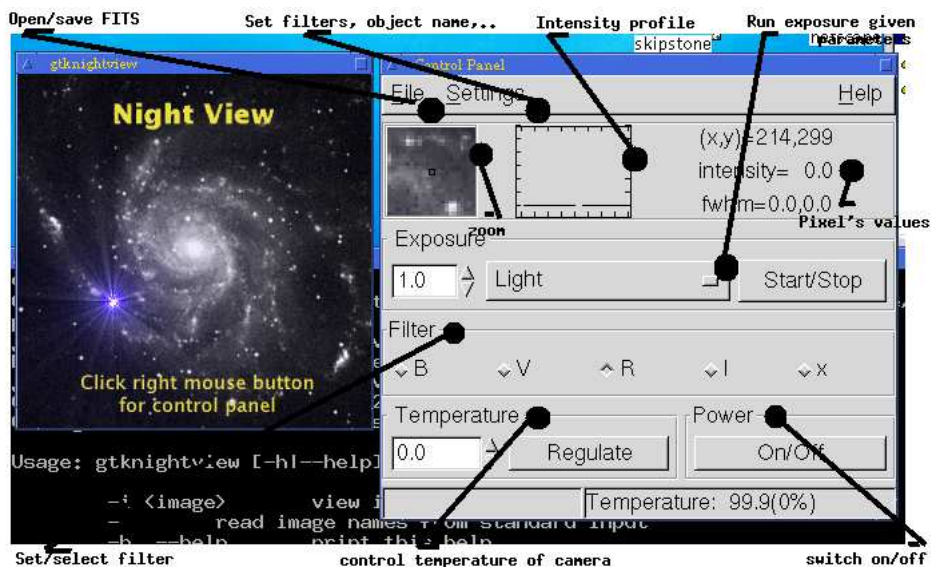 Open/save FITS
Set filters, object name,..
Intensity profile
Run exposure given parameters
skipstone
gtknightview
Control Panel
File Settings Help
Night View
(x,y)=214,299
intensity= 0.0
fwhm=0.0,0.0
Pixel's values
zoom
Exposure
1.0 Light Start/Stop
Filter
B V R I x
Click right mouse button
for control panel
Temperature
Power
0.0 Regulate On/Off
Usage: gtknightview [-h|--help]
-i <image> view i
- read image names from standard input
-h --help print this help
Temperature: 99.9(0%)
Set/select filter
control temperature of camera
switch on/off